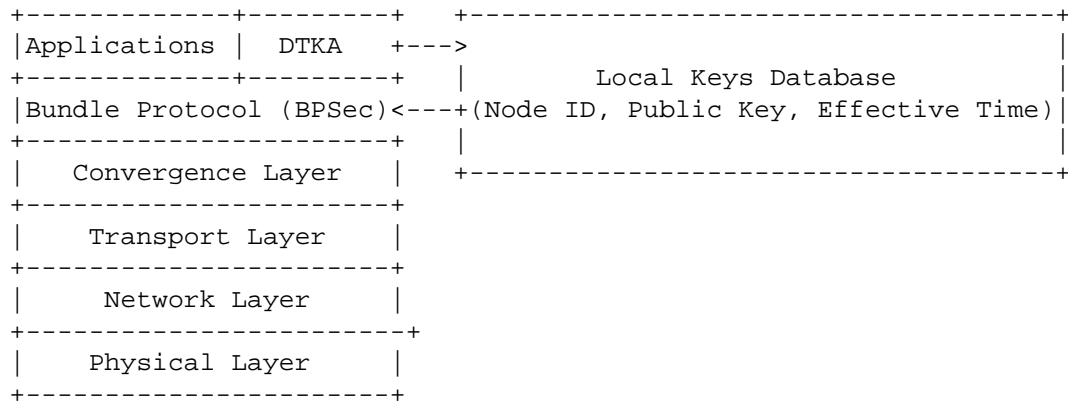 +-------------+---------+   +-------------------------------------+
|Applications |  DTKA   +--->                                     |
+-------------+---------+   |        Local Keys Database          |
|Bundle Protocol (BPSec)<---+(Node ID, Public Key, Effective Time)|
+-----------------------+   |                                     |
|   Convergence Layer   |   +-------------------------------------+
+-----------------------+
|    Transport Layer    |
+-----------------------+
|     Network Layer     |
+------------------------+
|    Physical Layer     |
+-----------------------+